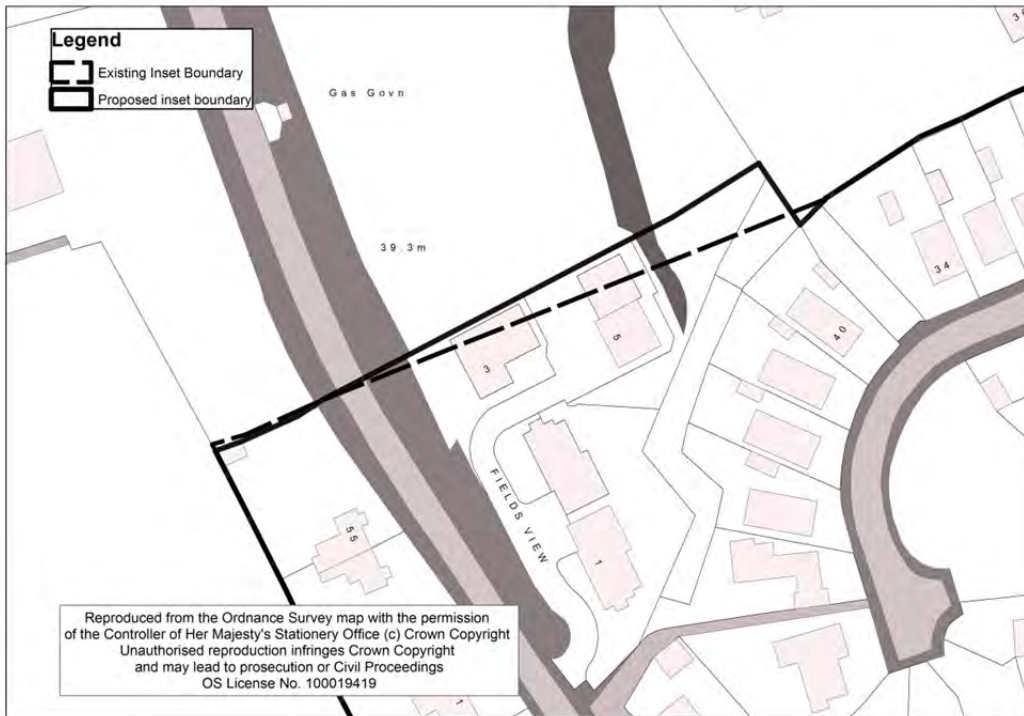 Legend
Existing Inset Boundary
Proposed inset boundary
Gas Govn
39.3m
34
40
5
3
FIELDS VIEW
1
55
Reproduced from the Ordnance Survey map with the permission
of the Controller of Her Majesty's Stationery Office (c) Crown Copyright
Unauthorised reproduction infringes Crown Copyright
and may lead to prosecution or Civil Proceedings
OS License No. 100019419
1